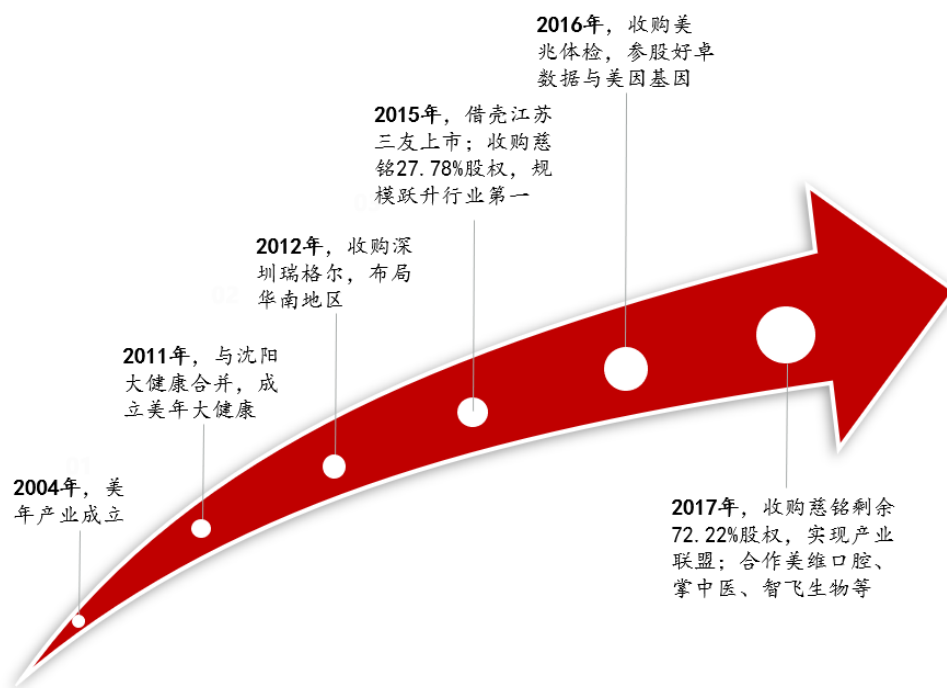 2004年，美
年产业成立
2011年，与沈阳
大健康合并，成
立美年大健康
2012年，收购深
圳瑞格尔，布局
华南地区
2015年，借壳江苏
三友上市；收购慈
铭27.78%股权，规
模跃升行业第一
2016年，收购美
兆体检，参股好卓
数据与美因基因
2017年，收购慈铭剩余
72.22%股权，实现产业
联盟；合作美维口腔、
掌中医、智飞生物等